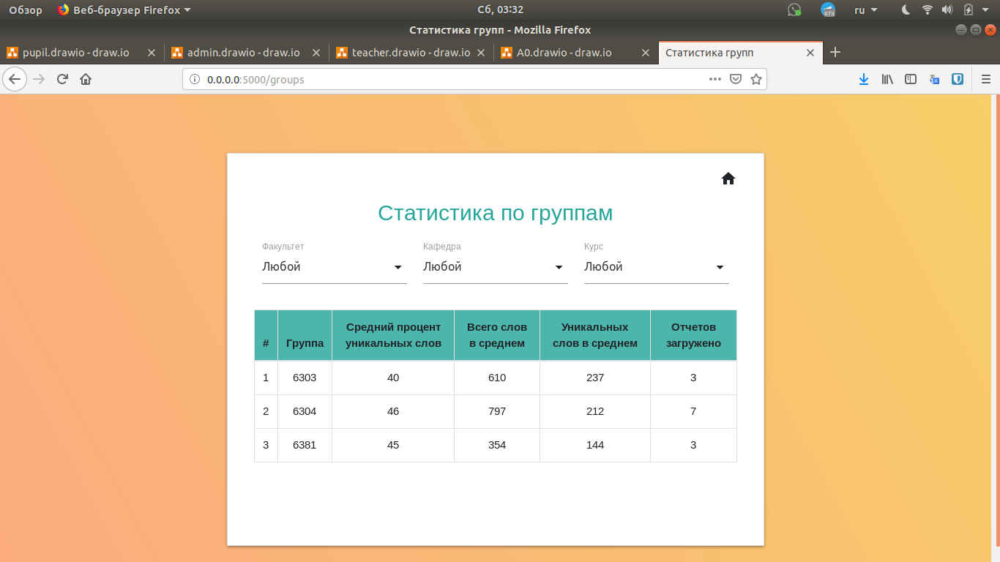 Обзор Веб-браузер Firefox Сб, 03:32 673 ru
Статистика групп - Mozilla Firefox
pupil.drawio - draw.io admin.drawio - draw.io teacher.drawio - draw.io A0.drawio - draw.io Статистика групп
0.0.0.0:5000/groups
Статистика по группам
Факультет Кафедра Курс
Любой Любой Любой
Средний процент Всего слов Уникальных Отчетов
# Группа уникальных слов в среднем слов в среднем загружено
1 6303 40 610 237 3
2 6304 46 797 212 7
3 6381 45 354 144 3